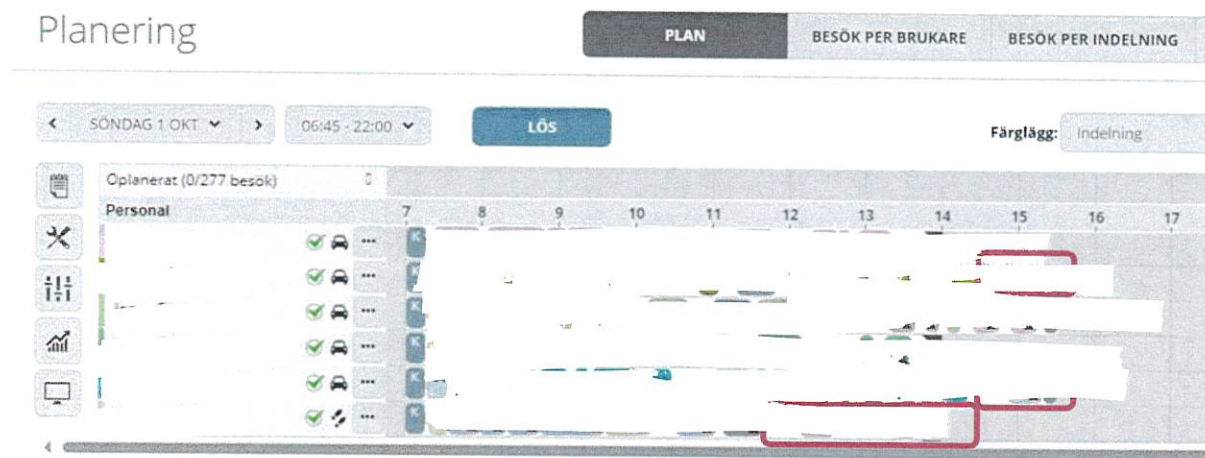 Planering
PLAN BESÖK PER BRUKARE BESÖK PER INDELNING
SÖNDAG 1 OKT 06:45 - 22:00 LÖS Färglägg: Indelning
Oplanerat (0/277 besök)
Personal 7 8 9 10 11 12 13 14 15 16 17
K
K
K
K
K
K